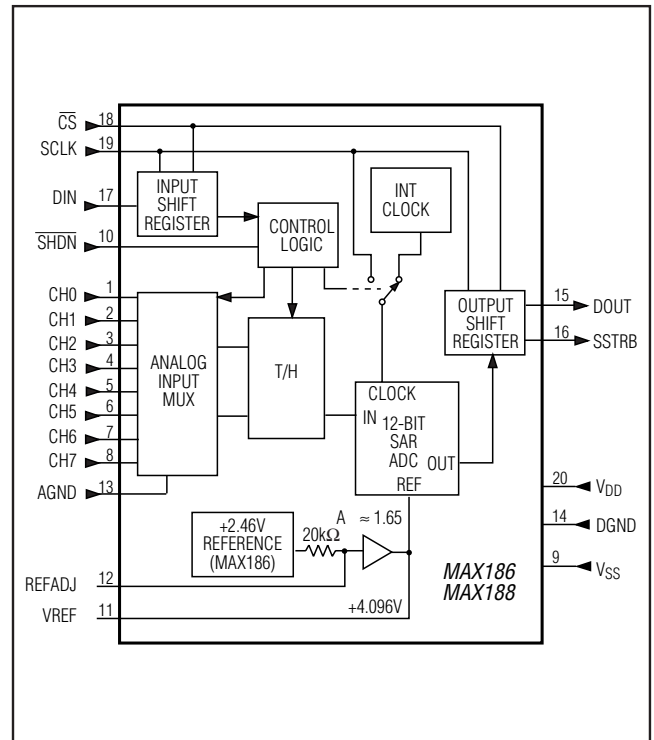 CS 18
SCLK 19
DIN 17
SHDN 10
CH0 1
CH1 2
CH2 3
CH3 4
CH4 5
CH5 6
CH6 7
CH7 8
AGND 13
REFADJ 12
VREF 11
INPUT
SHIFT
REGISTER
CONTROL
LOGIC
INT
CLOCK
ANALOG
INPUT
MUX
T/H
CLOCK
IN
12-BIT
SAR
ADC
OUT
REF
OUTPUT
SHIFT
REGISTER
15 DOUT
16 SSTRB
20 VDD
14 DGND
9 VSS
+2.46V
REFERENCE
(MAX186)
20kΩ
A ≈ 1.65
+4.096V
MAX186
MAX188